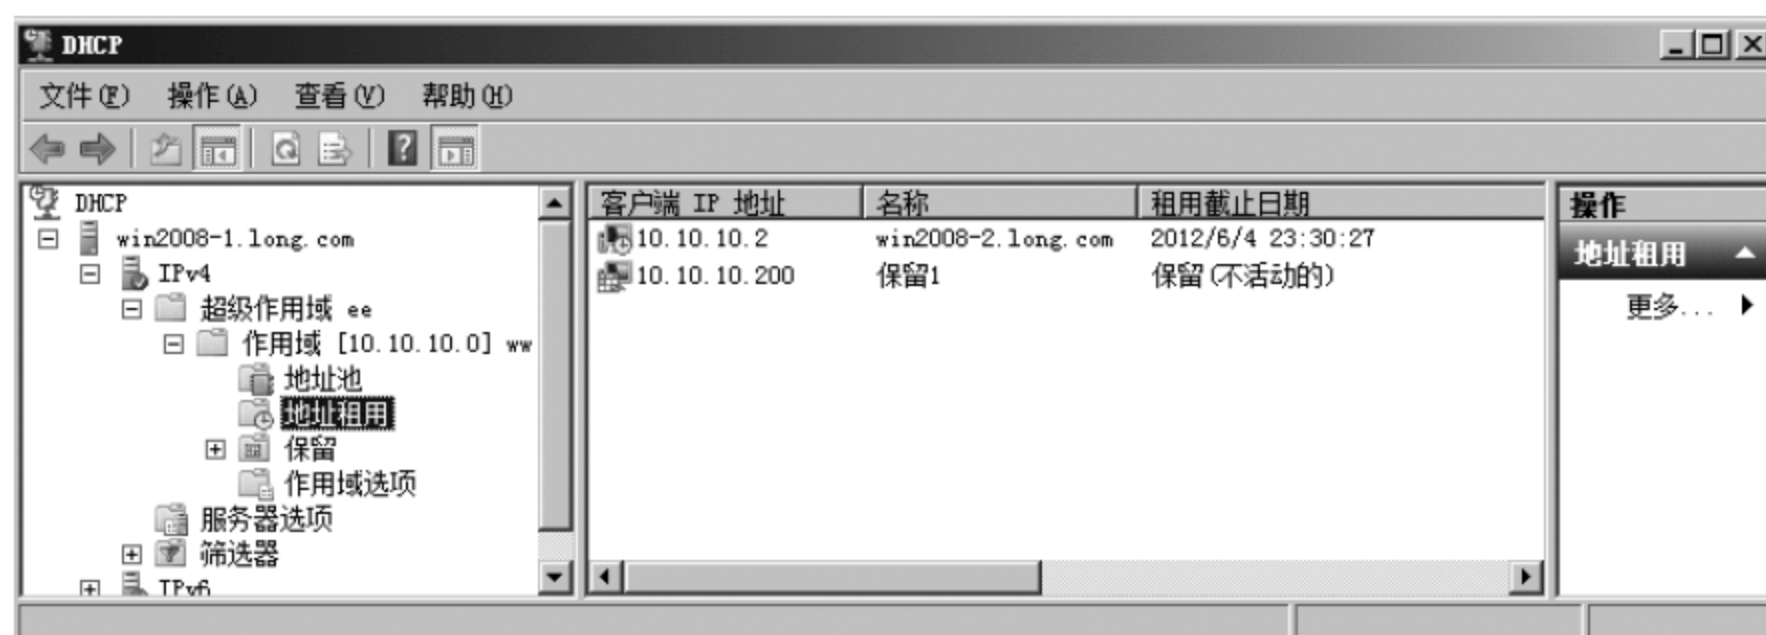 DHCP
文件(F) 操作(A) 查看(V) 帮助(H)
DHCP
win2008-1.long.com
IPv4
超级作用域 ee
作用域 [10.10.10.0] ww
地址池
地址租用
保留
作用域选项
服务器选项
筛选器
IPv6
客户端 IP 地址 名称 租用截止日期
10.10.10.2 win2008-2.long.com 2012/6/4 23:30:27
10.10.10.200 保留1 保留(不活动的)
操作
地址租用
更多...